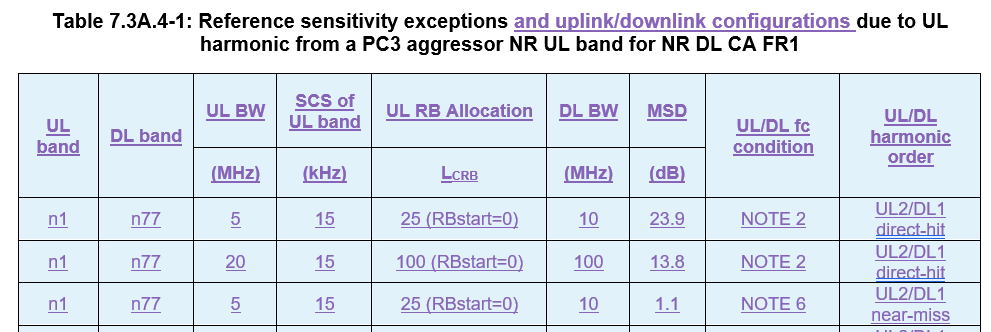 Table 7.3A.4-1: Reference sensitivity exceptions and uplink/downlink configurations due to UL
harmonic from a PC3 aggressor NR UL band for NR DL CA FR1
UL band DL band UL BW SCS of UL band UL RB Allocation DL BW MSD UL/DL fc condition UL/DL harmonic order
(MHz) (kHz) LCRB (MHz) (dB)
n1 n77 5 15 25 (RBstart=0) 10 23.9 NOTE 2 UL2/DL1 direct-hit
n1 n77 20 15 100 (RBstart=0) 100 13.8 NOTE 2 UL2/DL1 direct-hit
n1 n77 5 15 25 (RBstart=0) 10 1.1 NOTE 6 UL2/DL1 near-miss